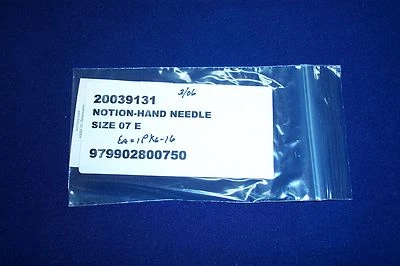 20039131 3/06
NOTION-HAND NEEDLE
SIZE 07 E
EA=1PKG-16
979902800750